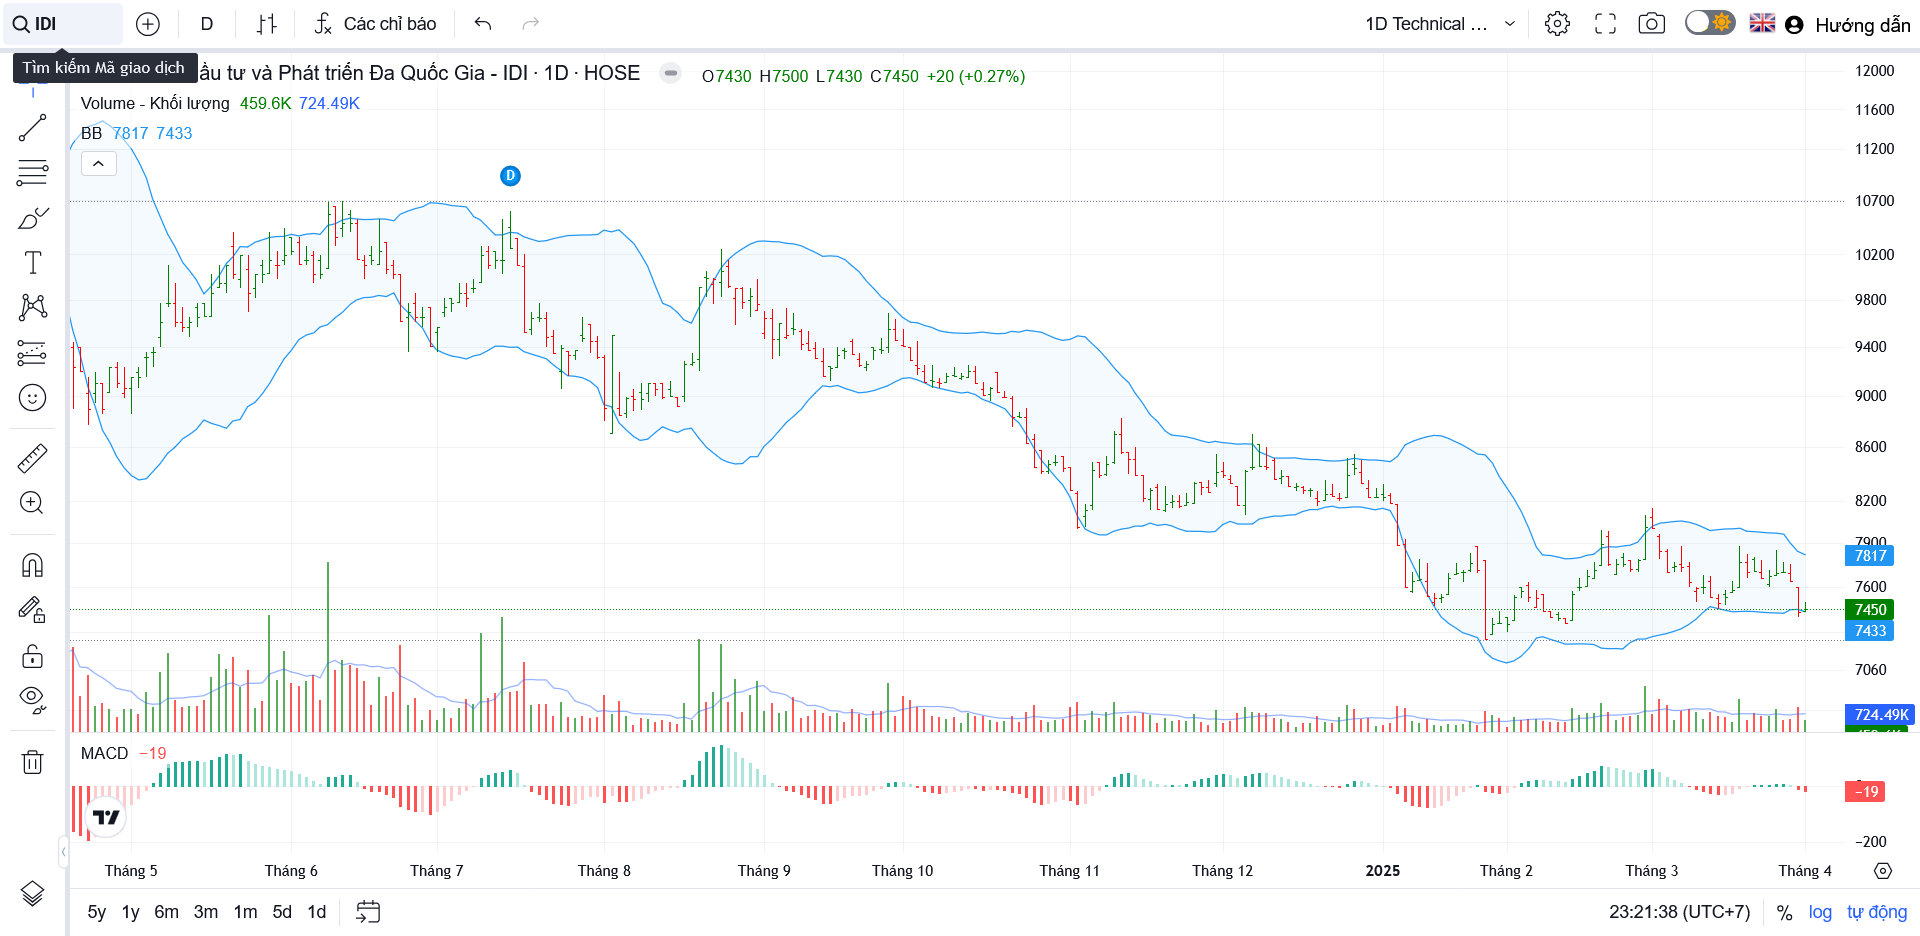 IDI
D
Các chỉ báo
1D Technical ...
Hướng dẫn
Tìm kiếm Mã giao dịch
ầu tư và Phát triển Đa Quốc Gia - IDI · 1D · HOSE
O7430 H7500 L7430 C7450 +20 (+0.27%)
Volume - Khối lượng 459.6K 724.49K
BB 7817 7433
D
12000
11600
11200
10700
10200
9800
9400
9000
8600
8200
7900
7817
7600
7450
7433
7060
724.49K
MACD −19
−19
−200
Tháng 5 Tháng 6 Tháng 7 Tháng 8 Tháng 9 Tháng 10 Tháng 11 Tháng 12 2025 Tháng 2 Tháng 3 Tháng 4
5y 1y 6m 3m 1m 5d 1d
23:21:38 (UTC+7) % log tự động